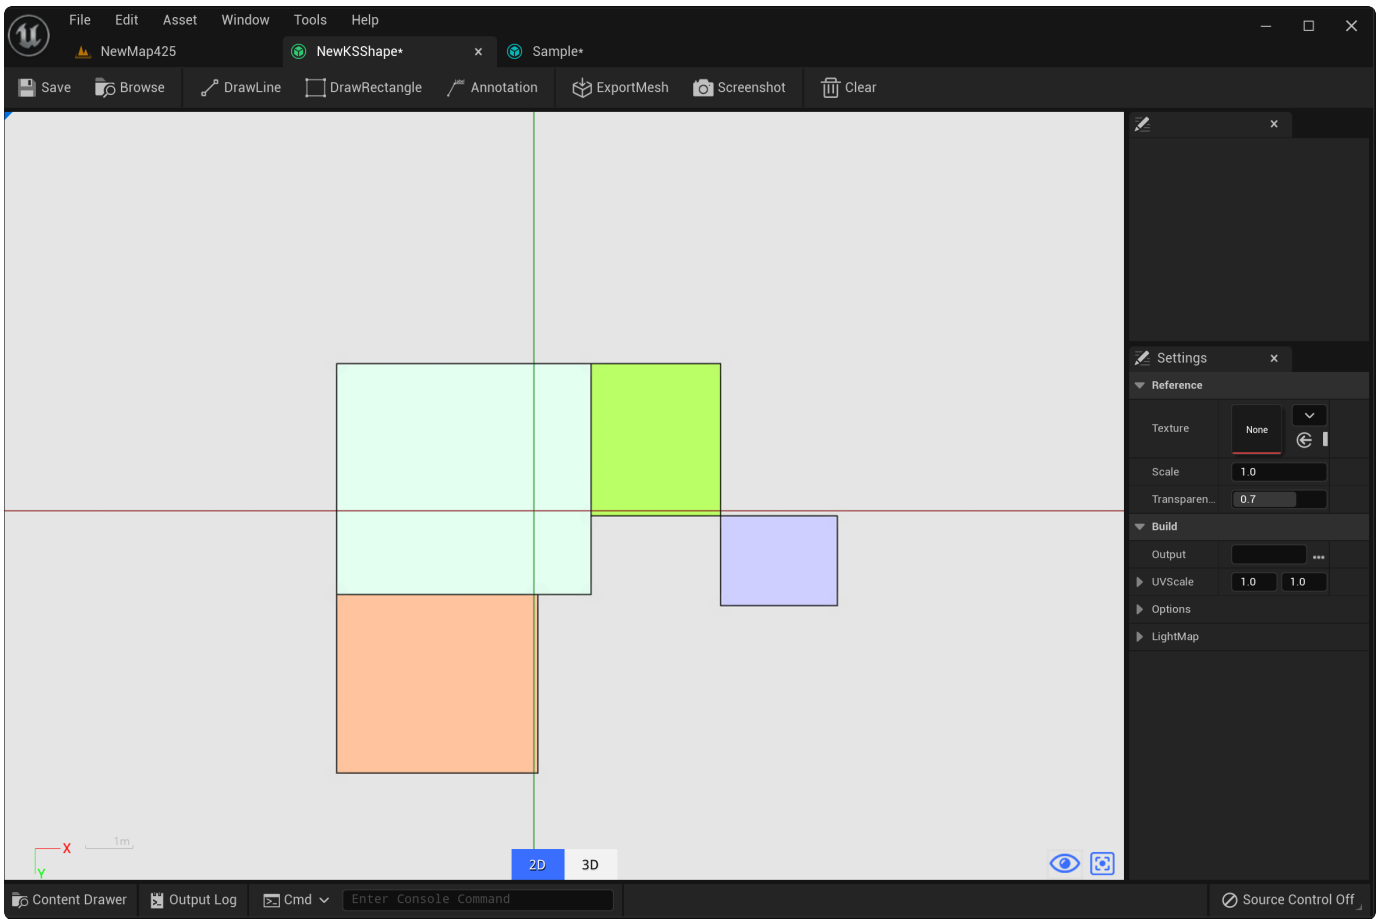 File Edit Asset Window Tools Help
NewMap425 NewKSShape* Sample*
Save Browse DrawLine DrawRectangle Annotation ExportMesh Screenshot Clear
Settings
Reference
Texture None
Scale 1.0
Transparen... 0.7
Build
Output ...
UVScale 1.0 1.0
Options
LightMap
1m
X
Y
2D 3D
Content Drawer Output Log Cmd Enter Console Command Source Control Off